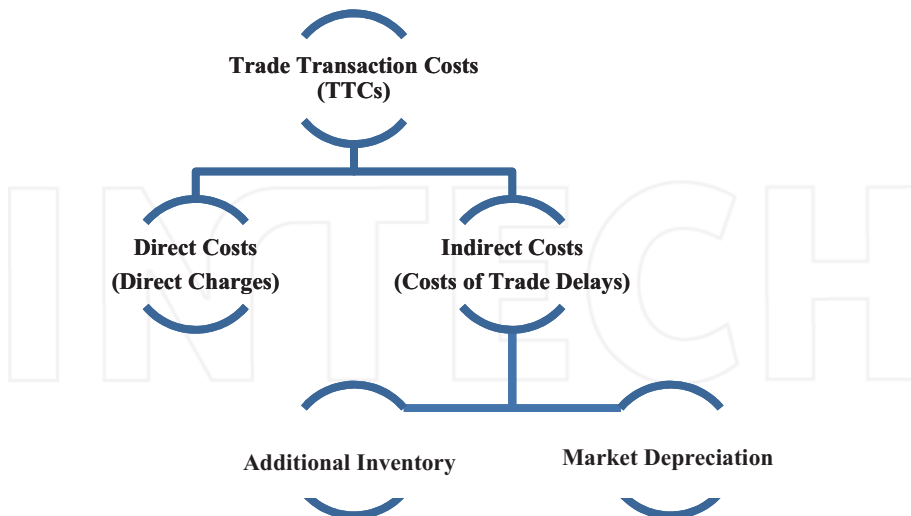 Trade Transaction Costs
(TTCs)
INTECH
Direct Costs
(Direct Charges)
Indirect Costs
(Costs of Trade Delays)
Additional Inventory
Market Depreciation